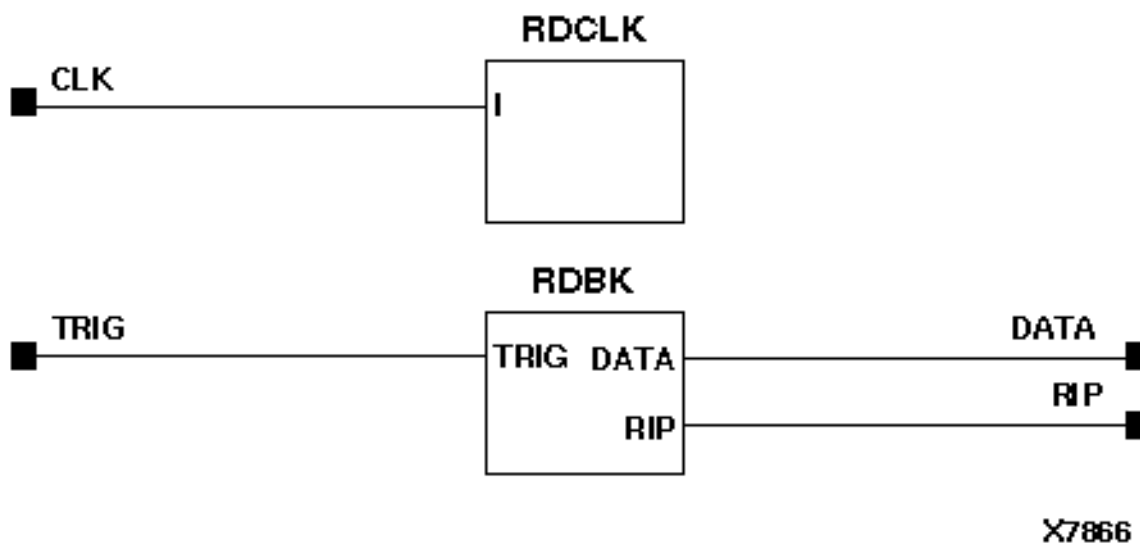 RDCLK
CLK
I
RDBK
TRIG
TRIG DATA
DATA
RIP
RIP
X7866